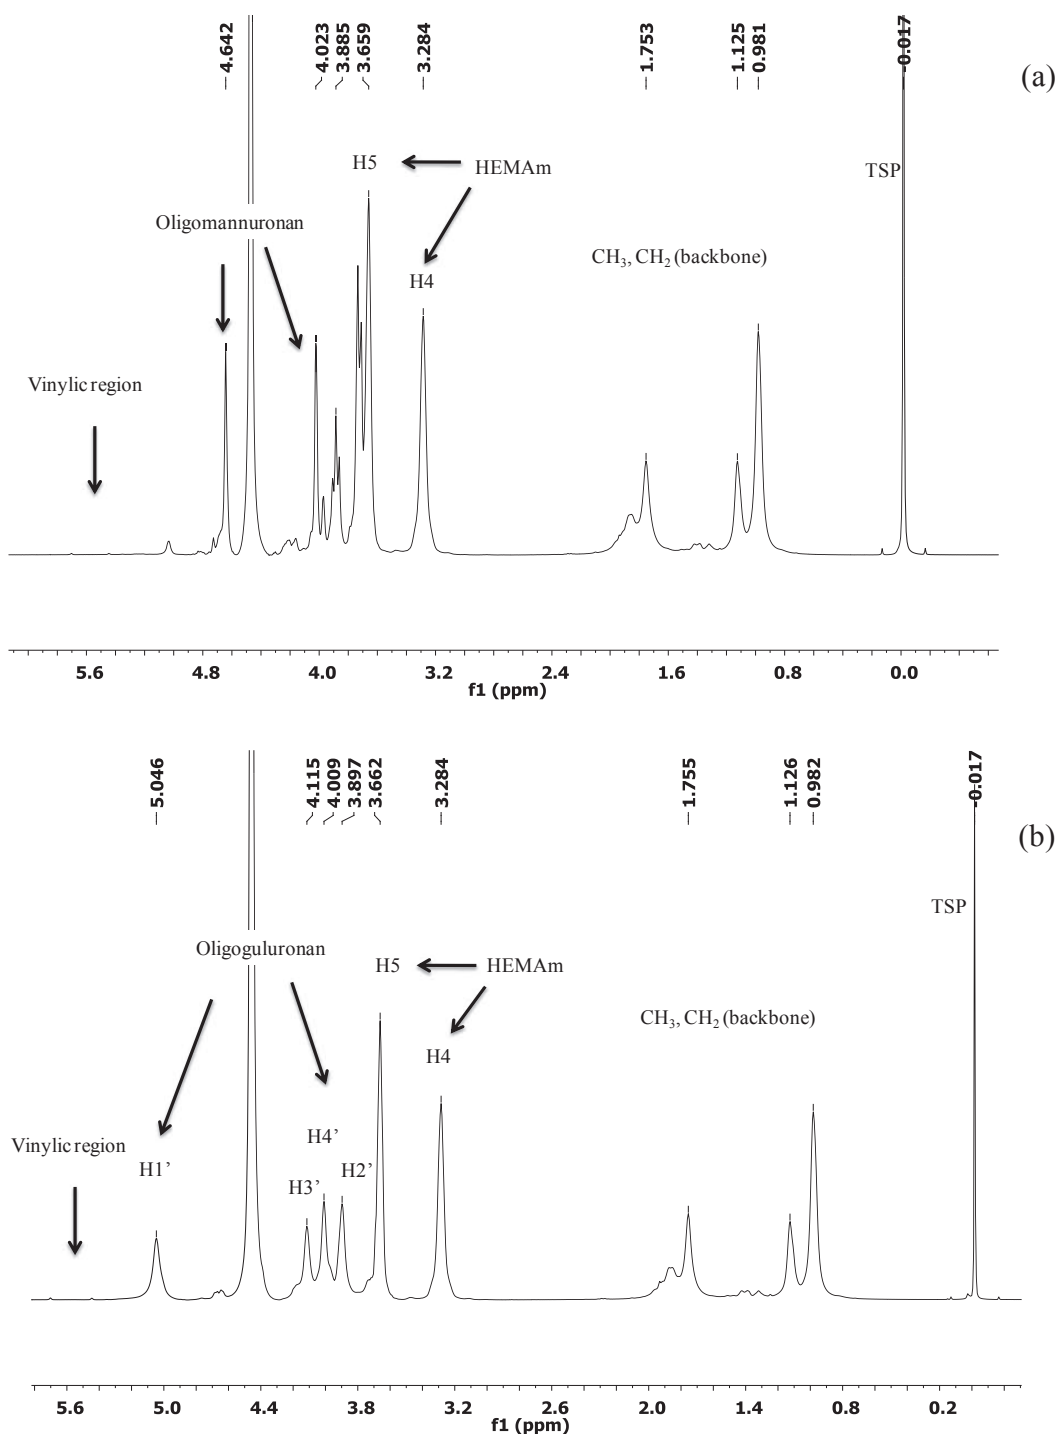 4.642
4.023
3.885
3.659
3.284
1.753
1.125
0.981
-0.017
(a)
H5
HEMAm
TSP
Oligomannuronan
CH₃, CH₂ (backbone)
H4
Vinylic region
5.6 4.8 4.0 3.2 2.4 1.6 0.8 0.0
f1 (ppm)
5.046
4.115
4.009
3.897
3.662
3.284
1.755
1.126
0.982
-0.017
(b)
TSP
Oligoguluronan
H5
HEMAm
CH₃, CH₂ (backbone)
H4
Vinylic region
H4’
H1’
H2’
H3’
5.6 5.0 4.4 3.8 3.2 2.6 2.0 1.4 0.8 0.2
f1 (ppm)